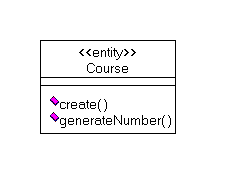 <<entity>>
Course
create()
generateNumber()